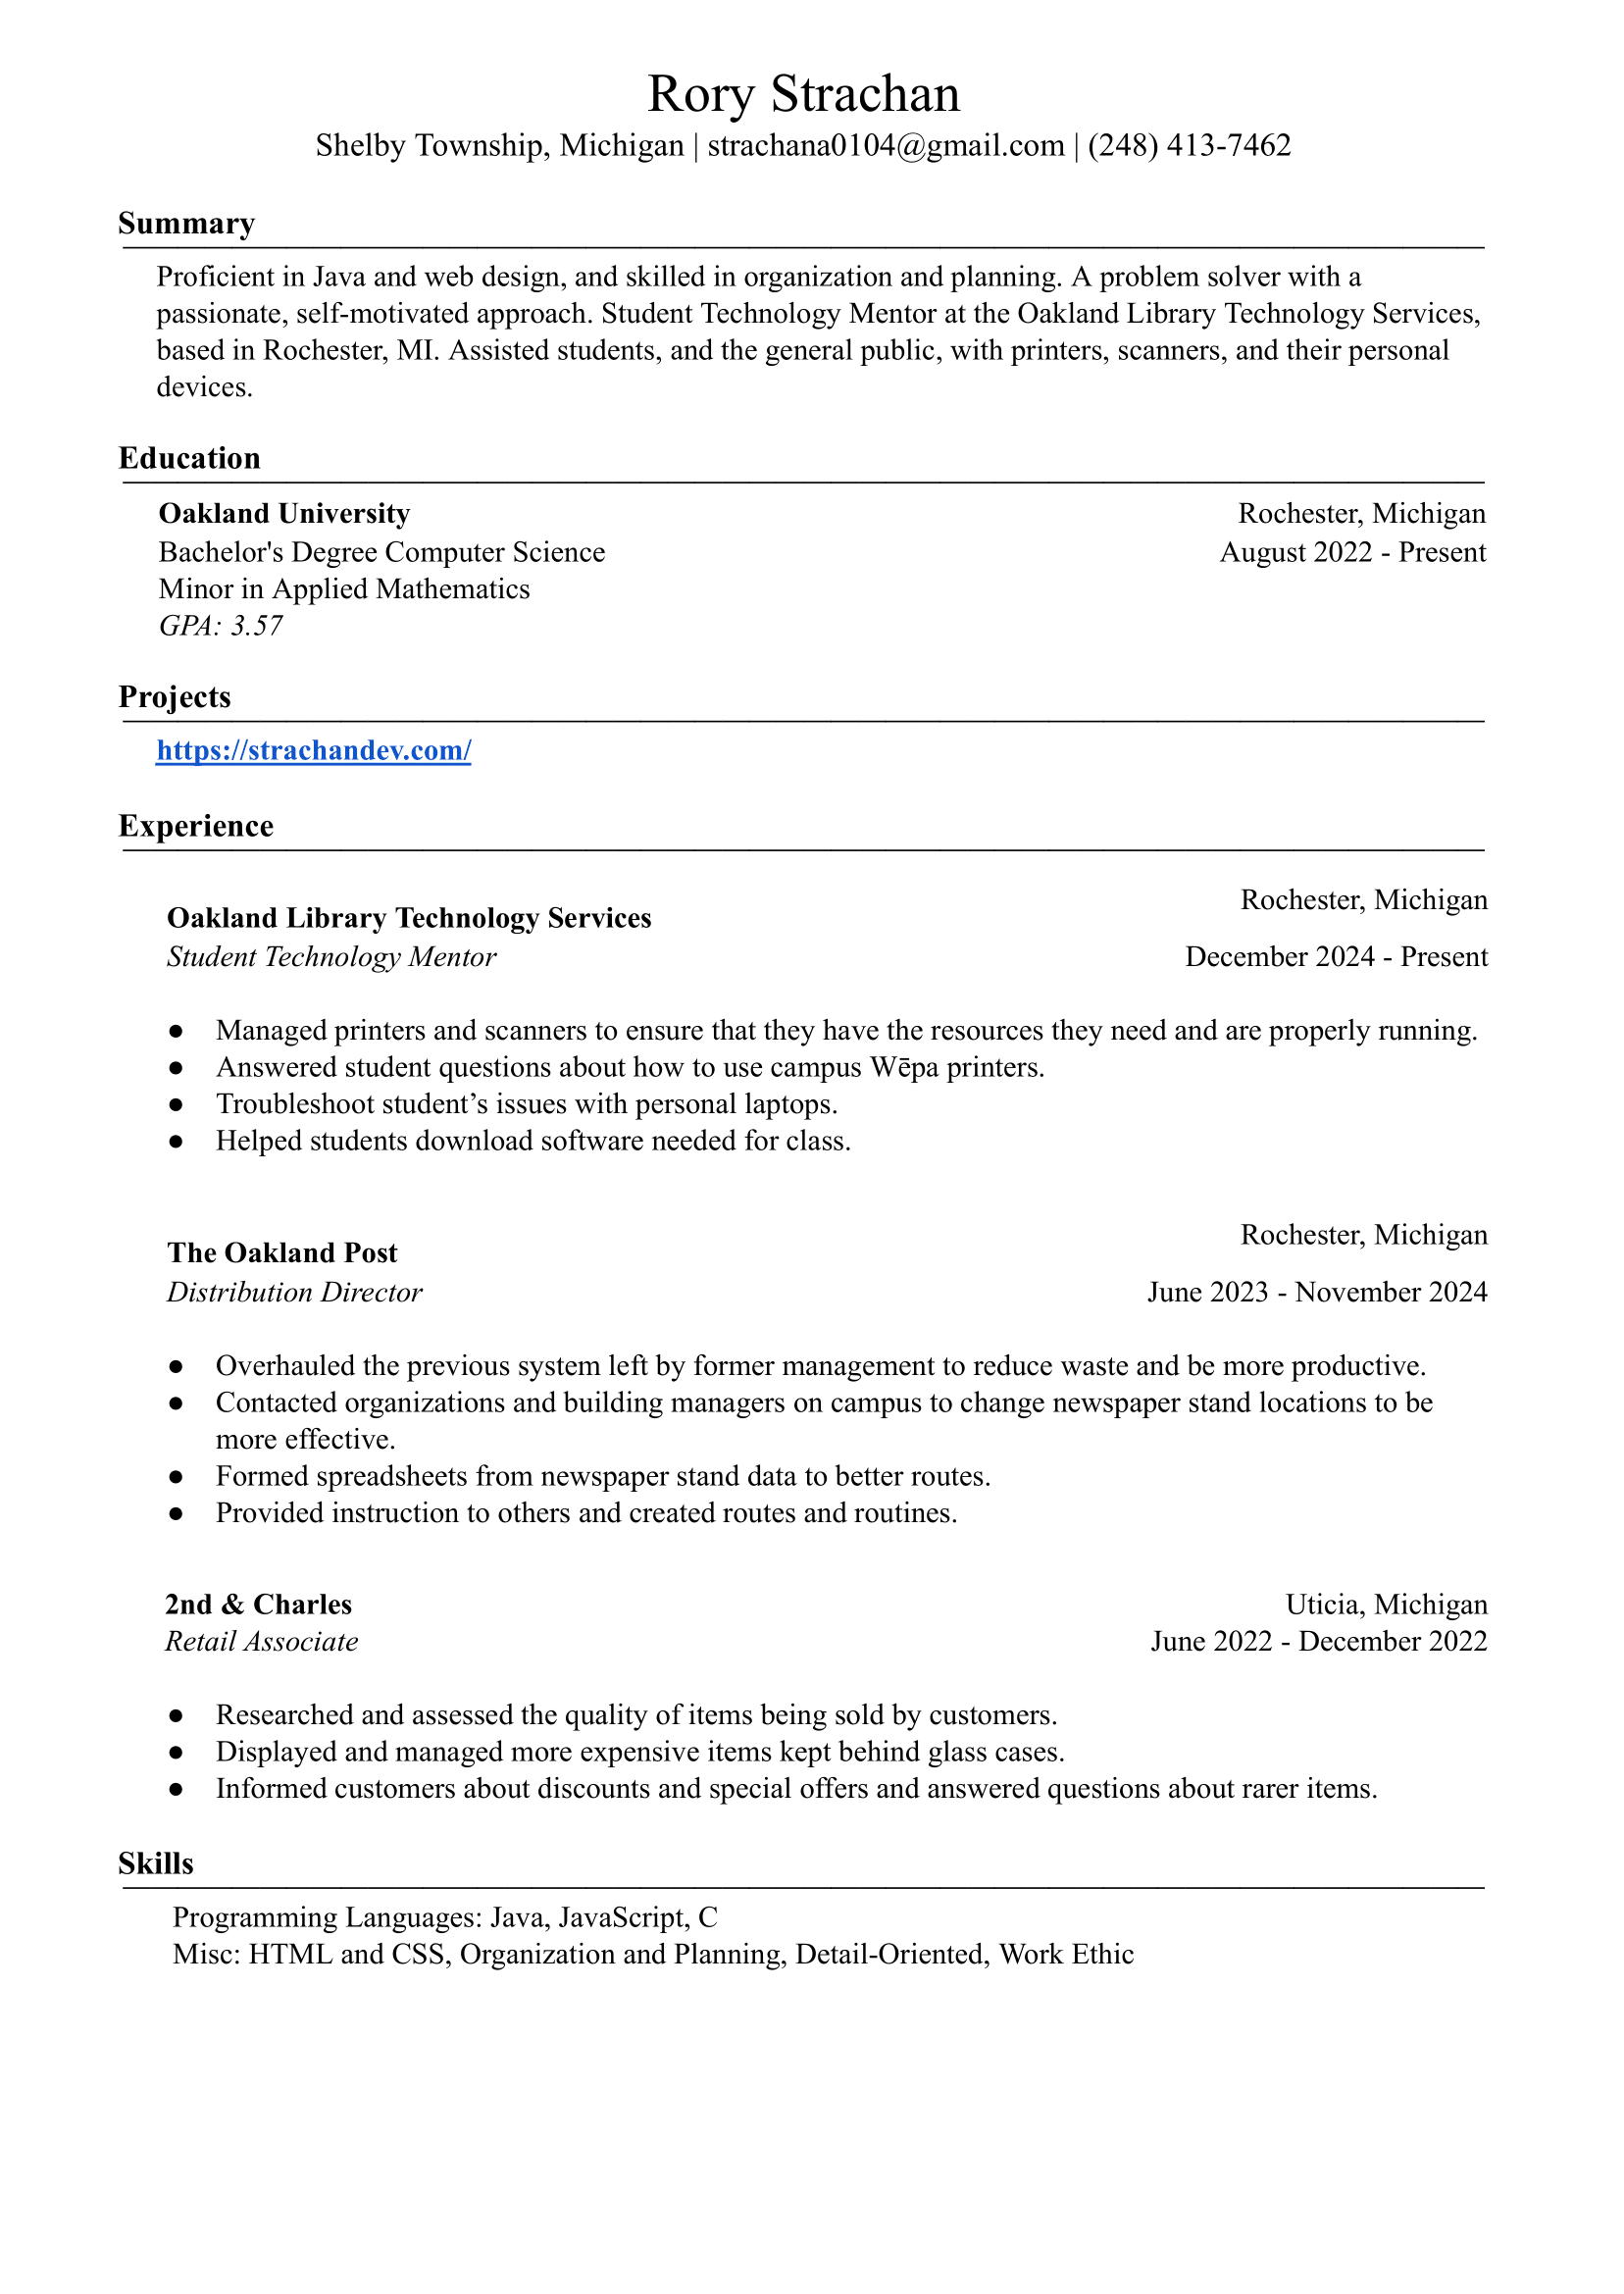 Rory Strachan
Shelby Township, Michigan | strachana0104@gmail.com | (248) 413-7462
Summary
Proficient in Java and web design, and skilled in organization and planning. A problem solver with a
passionate, self-motivated approach. Student Technology Mentor at the Oakland Library Technology Services,
based in Rochester, MI. Assisted students, and the general public, with printers, scanners, and their personal
devices.
Education
Oakland University Rochester, Michigan
Bachelor's Degree Computer Science August 2022 - Present
Minor in Applied Mathematics
GPA: 3.57
Projects
https://strachandev.com/
Experience
Oakland Library Technology Services Rochester, Michigan
Student Technology Mentor December 2024 - Present
● Managed printers and scanners to ensure that they have the resources they need and are properly running.
● Answered student questions about how to use campus Wēpa printers.
● Troubleshoot student’s issues with personal laptops.
● Helped students download software needed for class.
The Oakland Post Rochester, Michigan
Distribution Director June 2023 - November 2024
● Overhauled the previous system left by former management to reduce waste and be more productive.
● Contacted organizations and building managers on campus to change newspaper stand locations to be
more effective.
● Formed spreadsheets from newspaper stand data to better routes.
● Provided instruction to others and created routes and routines.
2nd & Charles Uticia, Michigan
Retail Associate June 2022 - December 2022
● Researched and assessed the quality of items being sold by customers.
● Displayed and managed more expensive items kept behind glass cases.
● Informed customers about discounts and special offers and answered questions about rarer items.
Skills
Programming Languages: Java, JavaScript, C
Misc: HTML and CSS, Organization and Planning, Detail-Oriented, Work Ethic